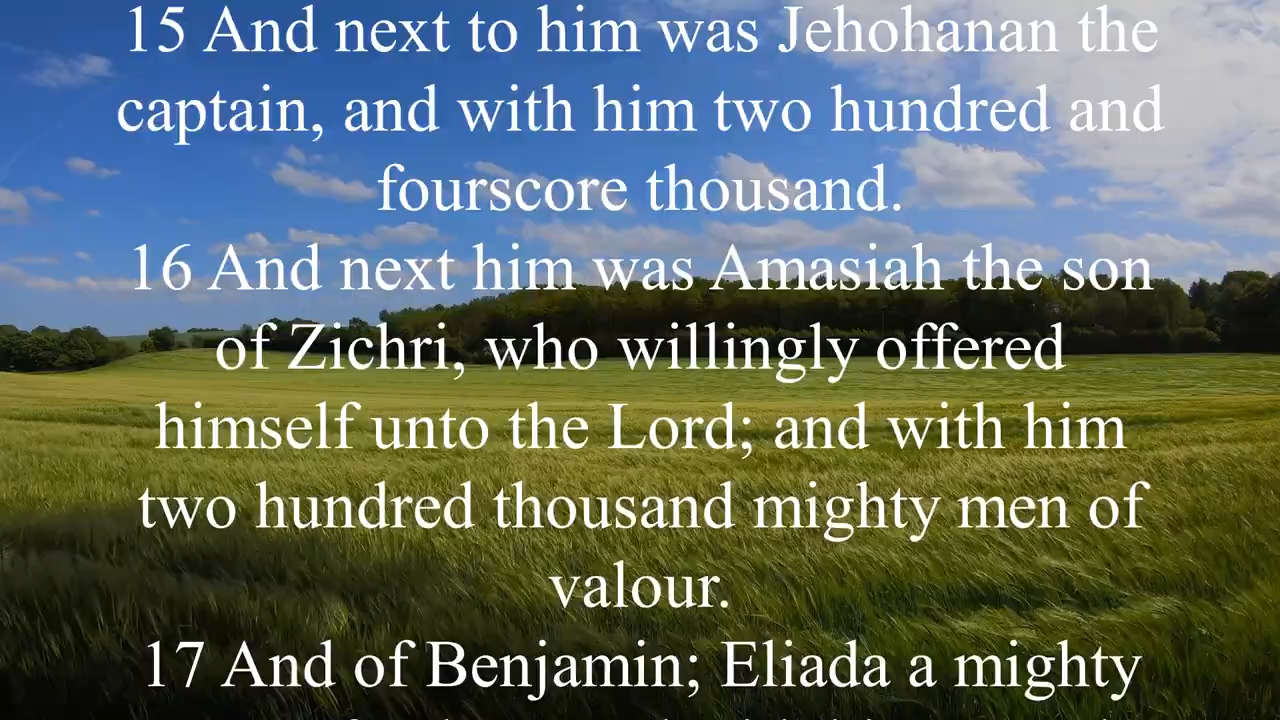 15 And next to him was Jehohanan the
captain, and with him two hundred and
fourscore thousand.
16 And next him was Amasiah the son
of Zichri, who willingly offered
himself unto the Lord; and with him
two hundred thousand mighty men of
valour.
17 And of Benjamin; Eliada a mighty